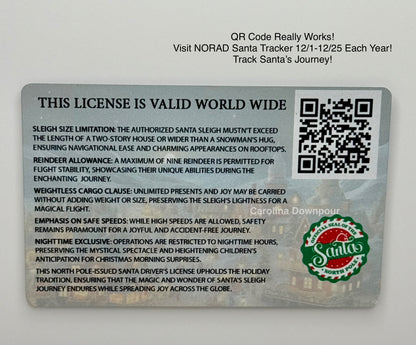 QR Code Really Works!
Visit NORAD Santa Tracker 12/1-12/25 Each Year!
Track Santa's Journey!
THIS LICENSE IS VALID WORLD WIDE
SLEIGH SIZE LIMITATION: THE AUTHORIZED SANTA SLEIGH MUSTN'T EXCEED
THE LENGTH OF A TWO-STORY HOUSE OR WIDER THAN A SNOWMAN'S HUG,
ENSURING NAVIGATIONAL EASE AND CHARMING APPEARANCES ON ROOFTOPS.
REINDEER ALLOWANCE: A MAXIMUM OF NINE REINDEER IS PERMITTED FOR
FLIGHT STABILITY, SHOWCASING THEIR UNIQUE ABILITIES DURING THE
ENCHANTING JOURNEY.
WEIGHTLESS CARGO CLAUSE: UNLIMITED PRESENTS AND JOY MAY BE CARRIED
WITHOUT ADDING WEIGHT OR SIZE, PRESERVING THE SLEIGH'S LIGHTNESS FOR A
MAGICAL FLIGHT.
Carolina Downpour
EMPHASIS ON SAFE SPEEDS: WHILE HIGH SPEEDS ARE ALLOWED, SAFETY
REMAINS PARAMOUNT FOR A JOYFUL AND ACCIDENT-FREE JOURNEY.
NIGHTTIME EXCLUSIVE: OPERATIONS ARE RESTRICTED TO NIGHTTIME HOURS,
PRESERVING THE MYSTICAL SPECTACLE AND HEIGHTENING CHILDREN'S
ANTICIPATION FOR CHRISTMAS MORNING SURPRISES.
THIS NORTH POLE-ISSUED SANTA DRIVER'S LICENSE UPHOLDS THE HOLIDAY
TRADITION, ENSURING THAT THE MAGIC AND WONDER OF SANTA'S SLEIGH
JOURNEY ENDURES WHILE SPREADING JOY ACROSS THE GLOBE.
Santa's
NORTH POLE